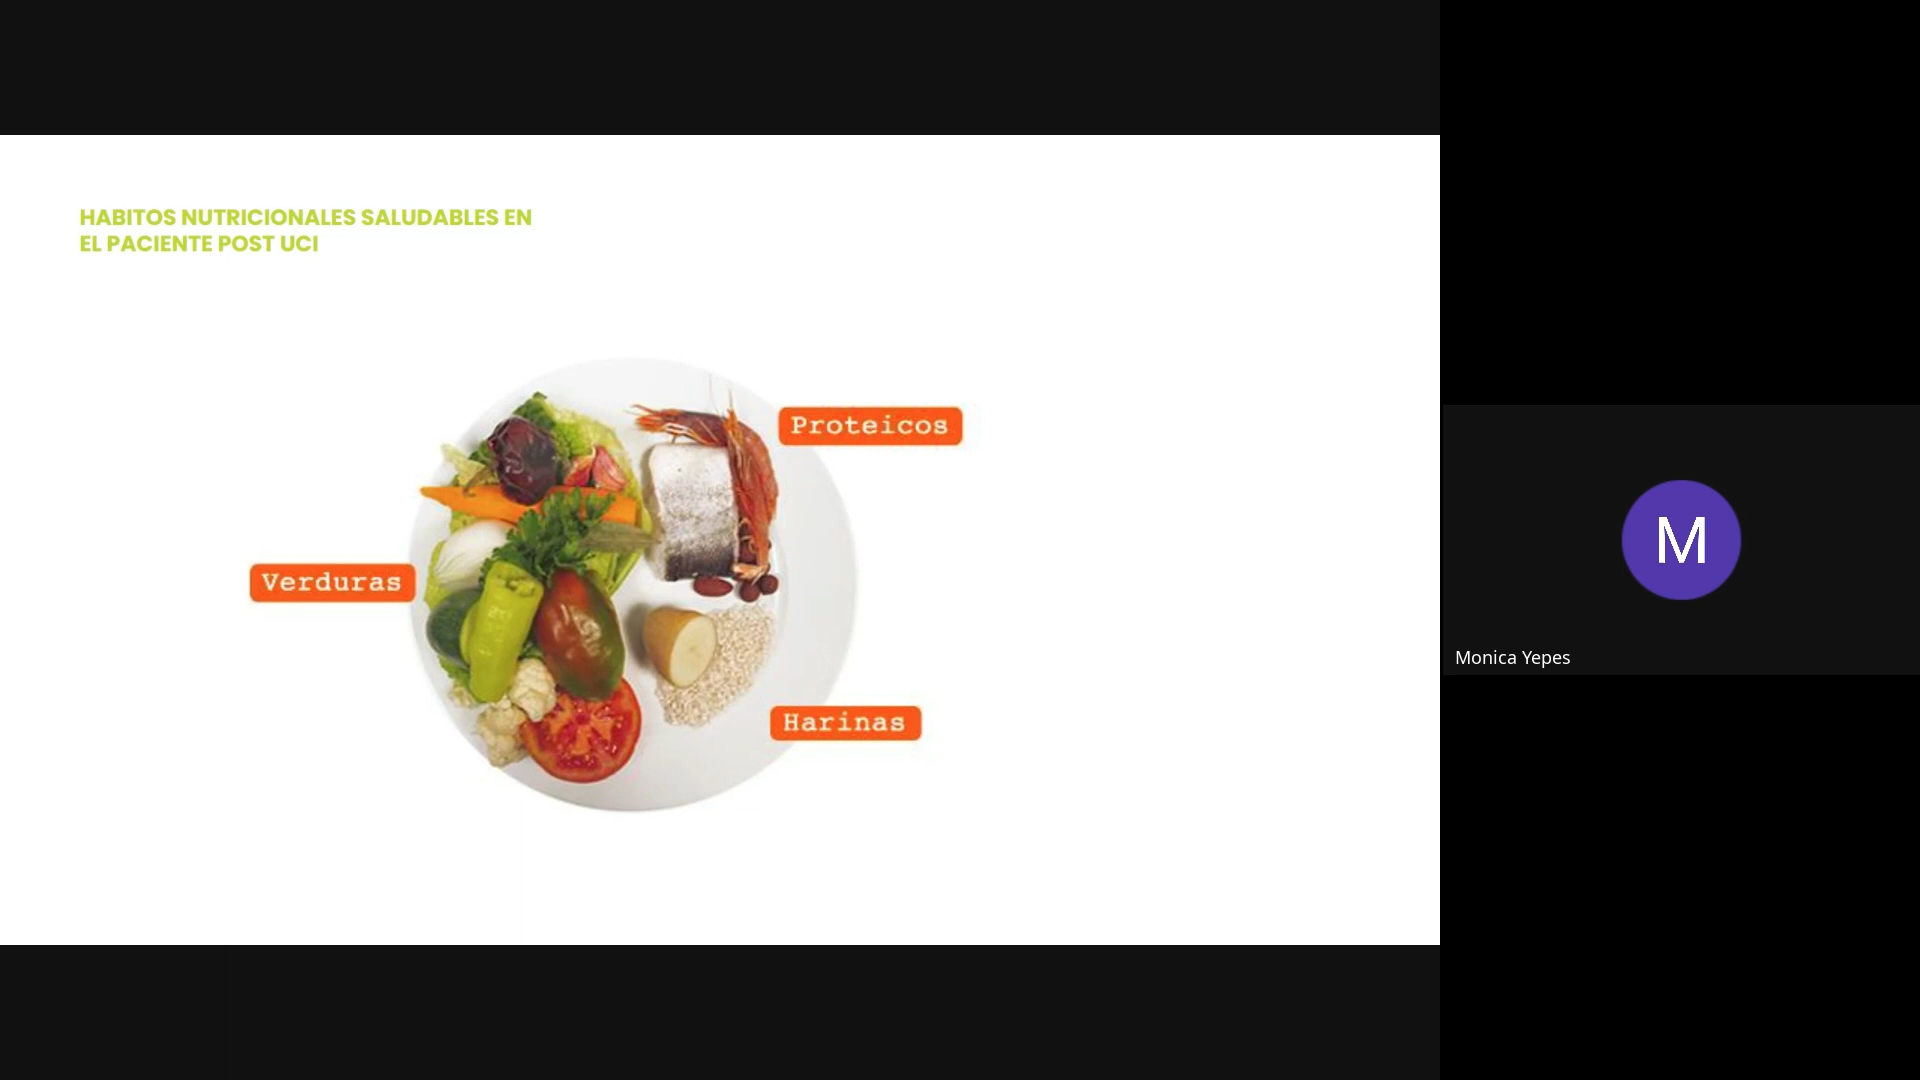 HABITOS NUTRICIONALES SALUDABLES EN
EL PACIENTE POST UCI
Proteicos
Verduras
Harinas
M
Monica Yepes